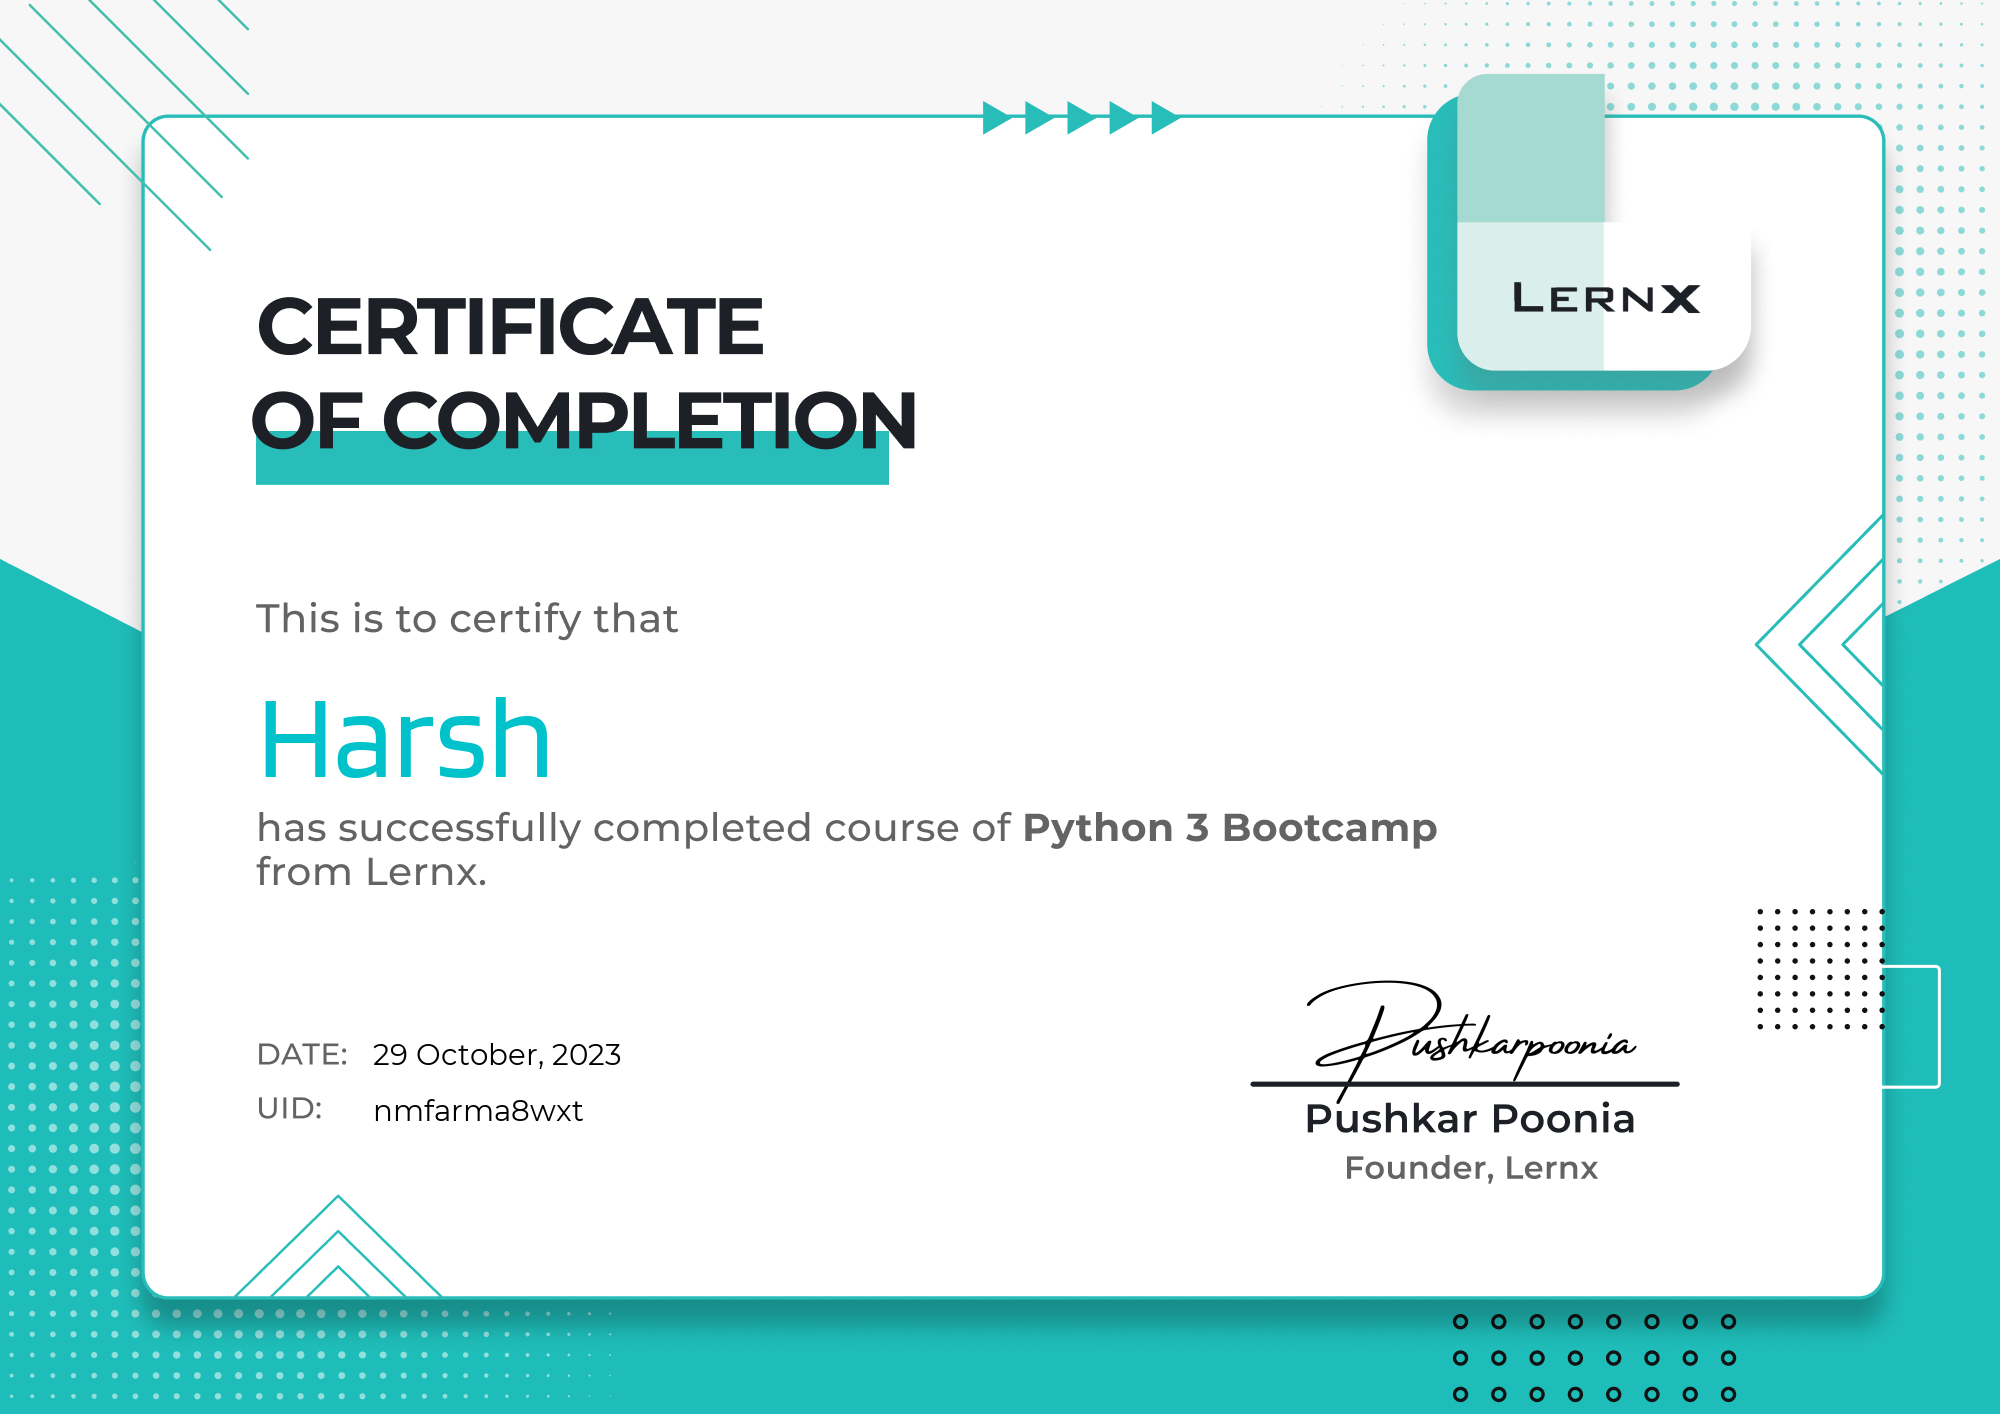 LERNX
CERTIFICATE
OF COMPLETION
This is to certify that
Harsh
has successfully completed course of Python 3 Bootcamp
from Lernx.
DATE: 29 October, 2023
UID: nmfarma8wxt
Pushkarpoonia
Pushkar Poonia
Founder, Lernx